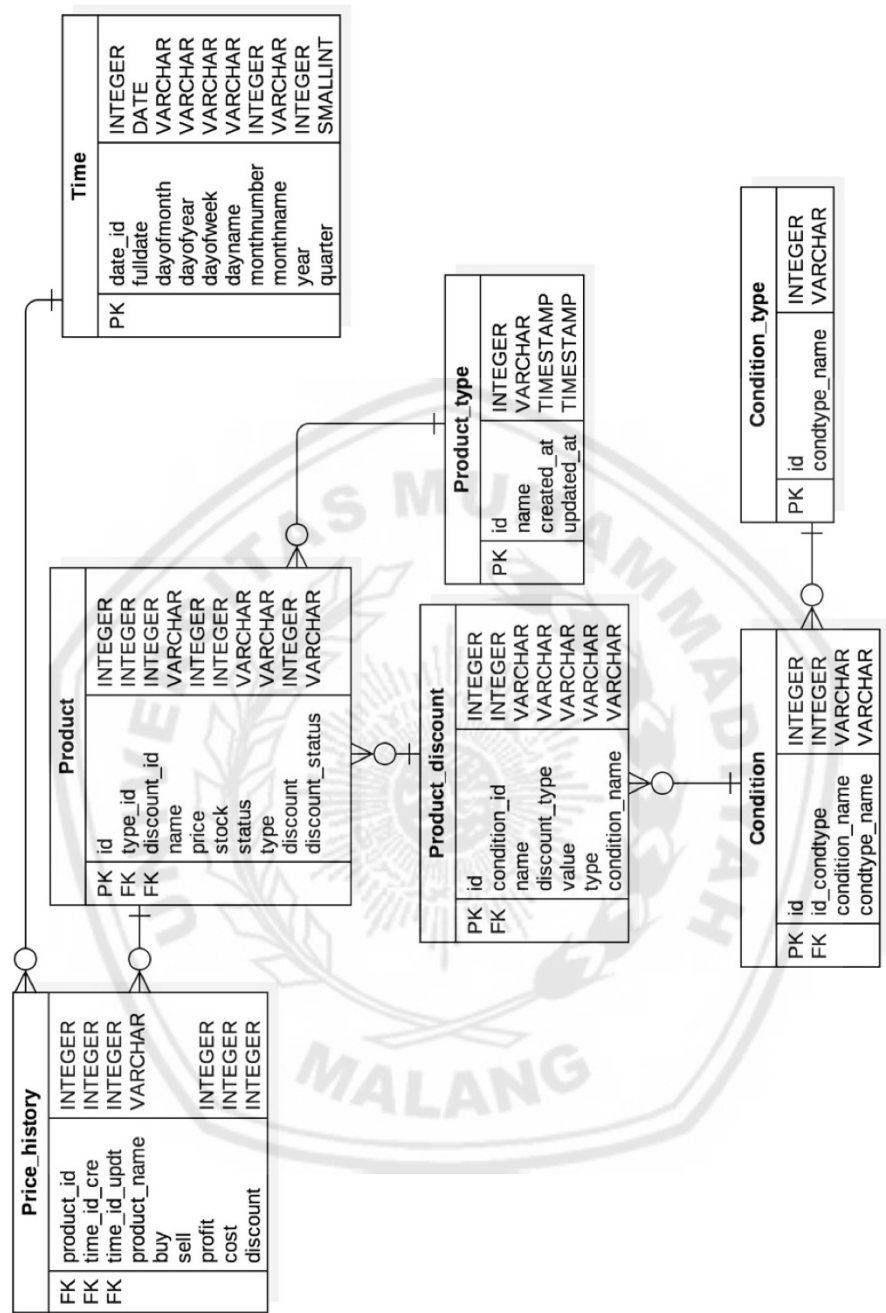 Price_history
FK product_id INTEGER
FK time_id_cre INTEGER
FK time_id_updt INTEGER
product_name VARCHAR
buy
sell
profit INTEGER
cost INTEGER
discount INTEGER
Product
PK id INTEGER
FK type_id INTEGER
FK discount_id INTEGER
name VARCHAR
price INTEGER
stock INTEGER
status VARCHAR
type VARCHAR
discount INTEGER
discount_status VARCHAR
Time
PK date_id INTEGER
fulldate DATE
dayofmonth VARCHAR
dayofyear VARCHAR
dayofweek VARCHAR
dayname VARCHAR
monthnumber INTEGER
monthname VARCHAR
year INTEGER
quarter SMALLINT
Product_discount
PK id INTEGER
FK condition_id INTEGER
name VARCHAR
discount_type VARCHAR
value VARCHAR
type VARCHAR
condition_name VARCHAR
Product_type
PK id INTEGER
name VARCHAR
created_at TIMESTAMP
updated_at TIMESTAMP
Condition
PK id INTEGER
FK id_condtype INTEGER
condition_name VARCHAR
condtype_name VARCHAR
Condition_type
PK id INTEGER
condtype_name VARCHAR
UNIVERSITAS MUHAMMADIYAH
MALANG